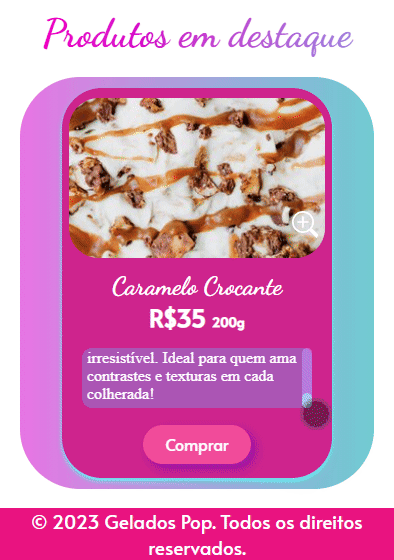 Produtos em destaque
Caramelo Crocante
R$35 200g
irresistível. Ideal para quem ama
contrastes e texturas em cada
colherada!
Comprar
© 2023 Gelados Pop. Todos os direitos
reservados.